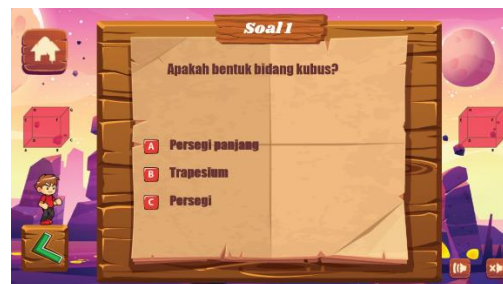 Soal 1
Apakah bentuk bidang kubus?
A Persegi panjang
B Trapesium
C Persegi